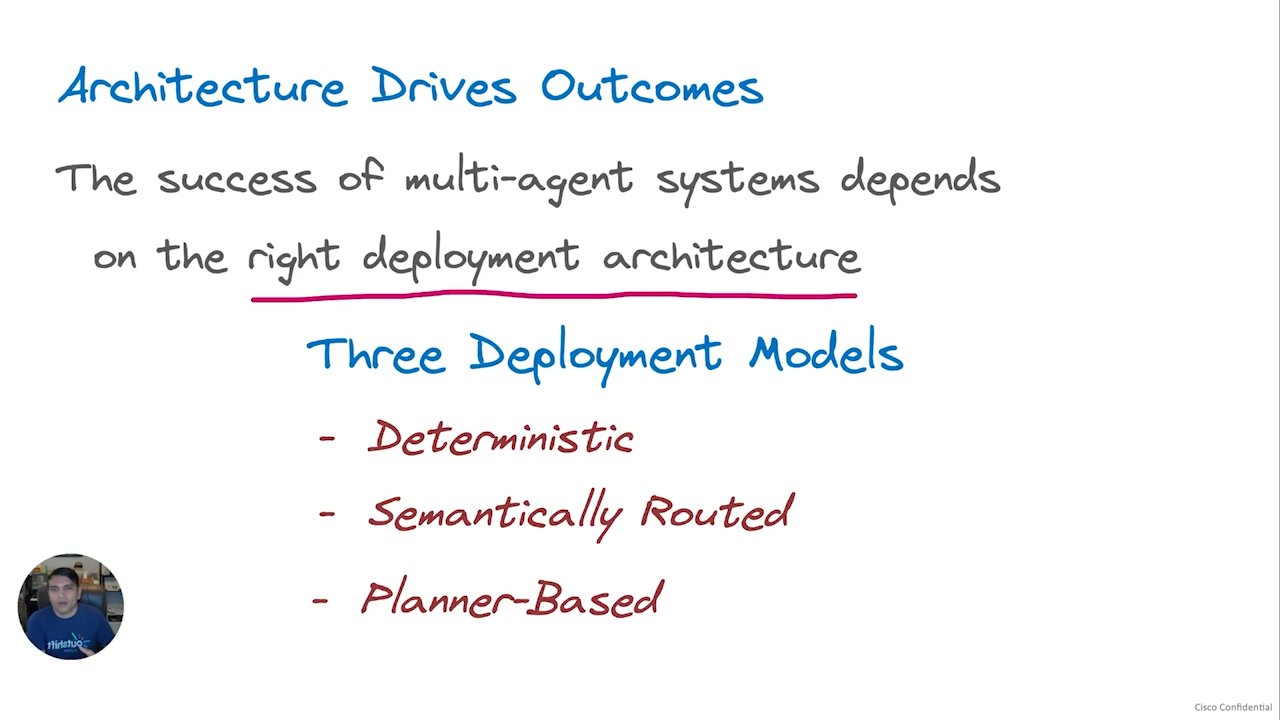 Architecture Drives Outcomes
The success of multi-agent systems depends
on the right deployment architecture
Three Deployment Models
- Deterministic
- Semantically Routed
- Planner-Based
outshift
Cisco Confidential